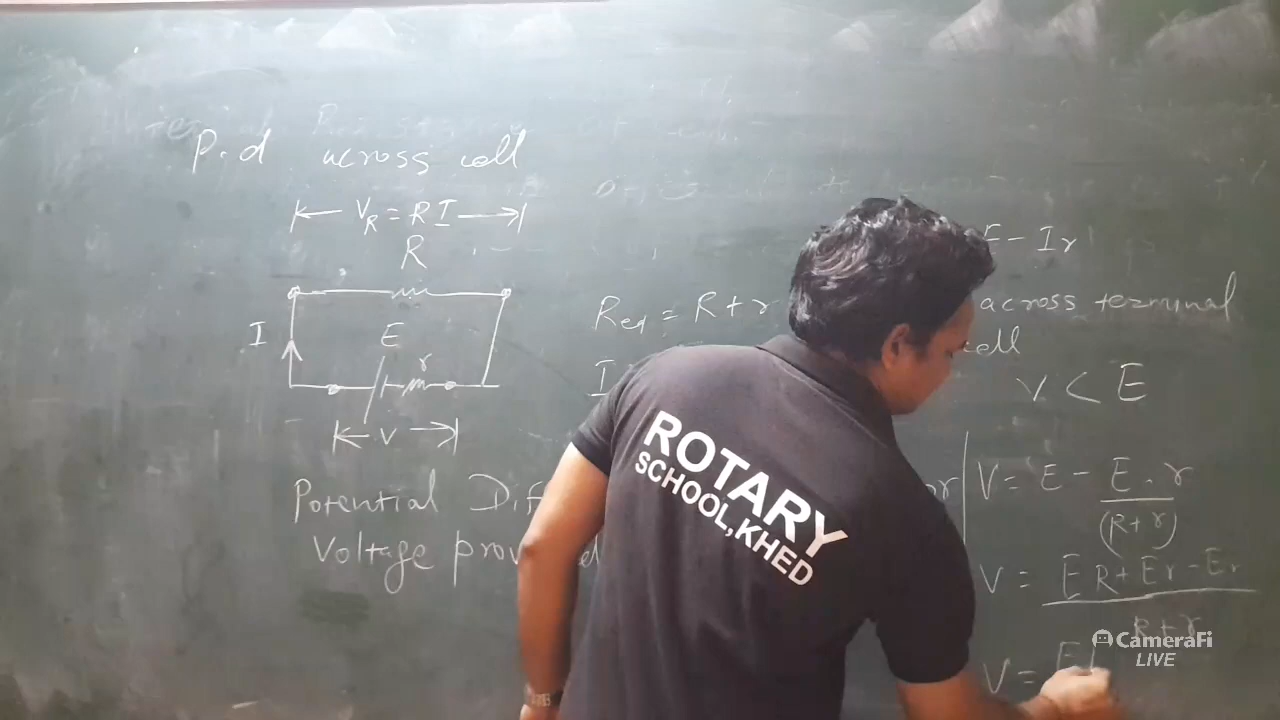 P.d across cell
V_R = R I
R
I
E
r
V
Potential Dif
Voltage prov
R_eq = R + r
I
E - Ir
across terminal
cell
V < E
or
V = E - E . r
(R + r)
V = ER + Er - Er
R + r
V = E
ROTARY
SCHOOL,KHED
CameraFi
LIVE